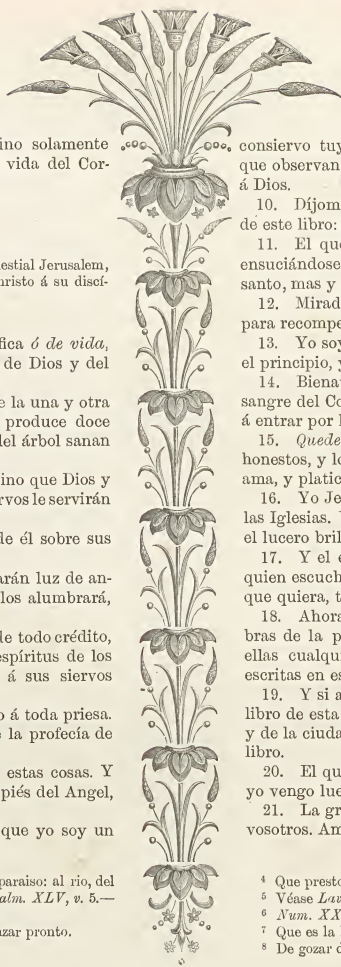 ino solamente
vida del Cor-
estial Jerusalem,
hristo á su discí-
fica ó de vida,
de Dios y del
e la una y otra
produce doce
del árbol sanan
ino que Dios y
rvos le servirán
de él sobre sus
arán luz de an-
los alumbrará,
de todo crédito,
espíritus de los
á sus siervos
o á toda priesa.
e la profecía de
estas cosas. Y
piés del Angel,
que yo soy un
paraiso: al rio, del
alm. XLV, v. 5.—
zar pronto.
consiervo tuy
que observan
á Dios.
10. Díjom
de este libro:
11. El que
ensuciándose
santo, mas y
12. Mirad
para recompe
13. Yo soy
el principio, y
14. Biena
sangre del Co
á entrar por l
15. Quede
honestos, y lo
ama, y platic
16. Yo Je
las Iglesias.
el lucero bril
17. Y el e
quien escuch
que quiera, t
18. Ahora
bras de la p
ellas cualqui
escritas en es
19. Y si a
libro de esta
y de la ciuda
libro.
20. El qu
yo vengo lue
21. La gr
vosotros. Am
4 Que presto
5 Véase Lav
6 Num. XX
7 Que es la
8 De gozar d